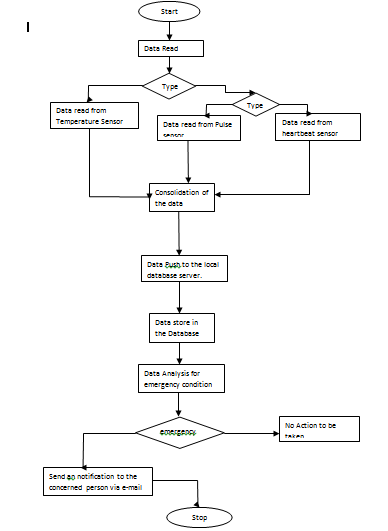 Start
Data Read
Type
Type
Data read from
Temperature Sensor
Data read from Pulse
sensor
Data read from
heartbeat sensor
Consolidation of
the data
Data Push to the local
database server.
Data store in
the Database
Data Analysis for
emergency condition
emergency
No Action to be
taken
Send an notification to the
concerned person via e-mail
Stop